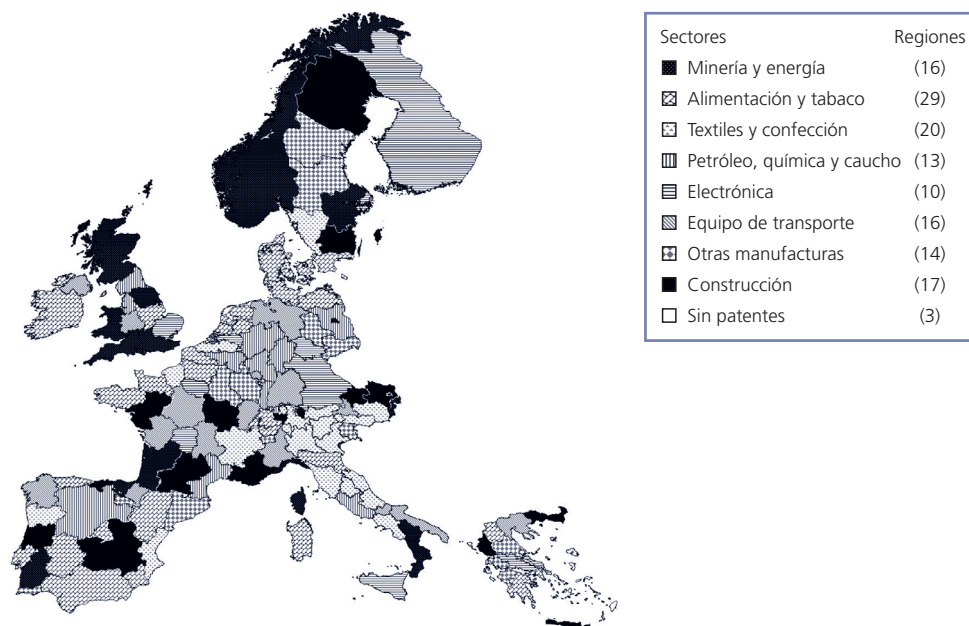 Sectores Regiones
Minería y energía (16)
Alimentación y tabaco (29)
Textiles y confección (20)
Petróleo, química y caucho (13)
Electrónica (10)
Equipo de transporte (16)
Otras manufacturas (14)
Construcción (17)
Sin patentes (3)